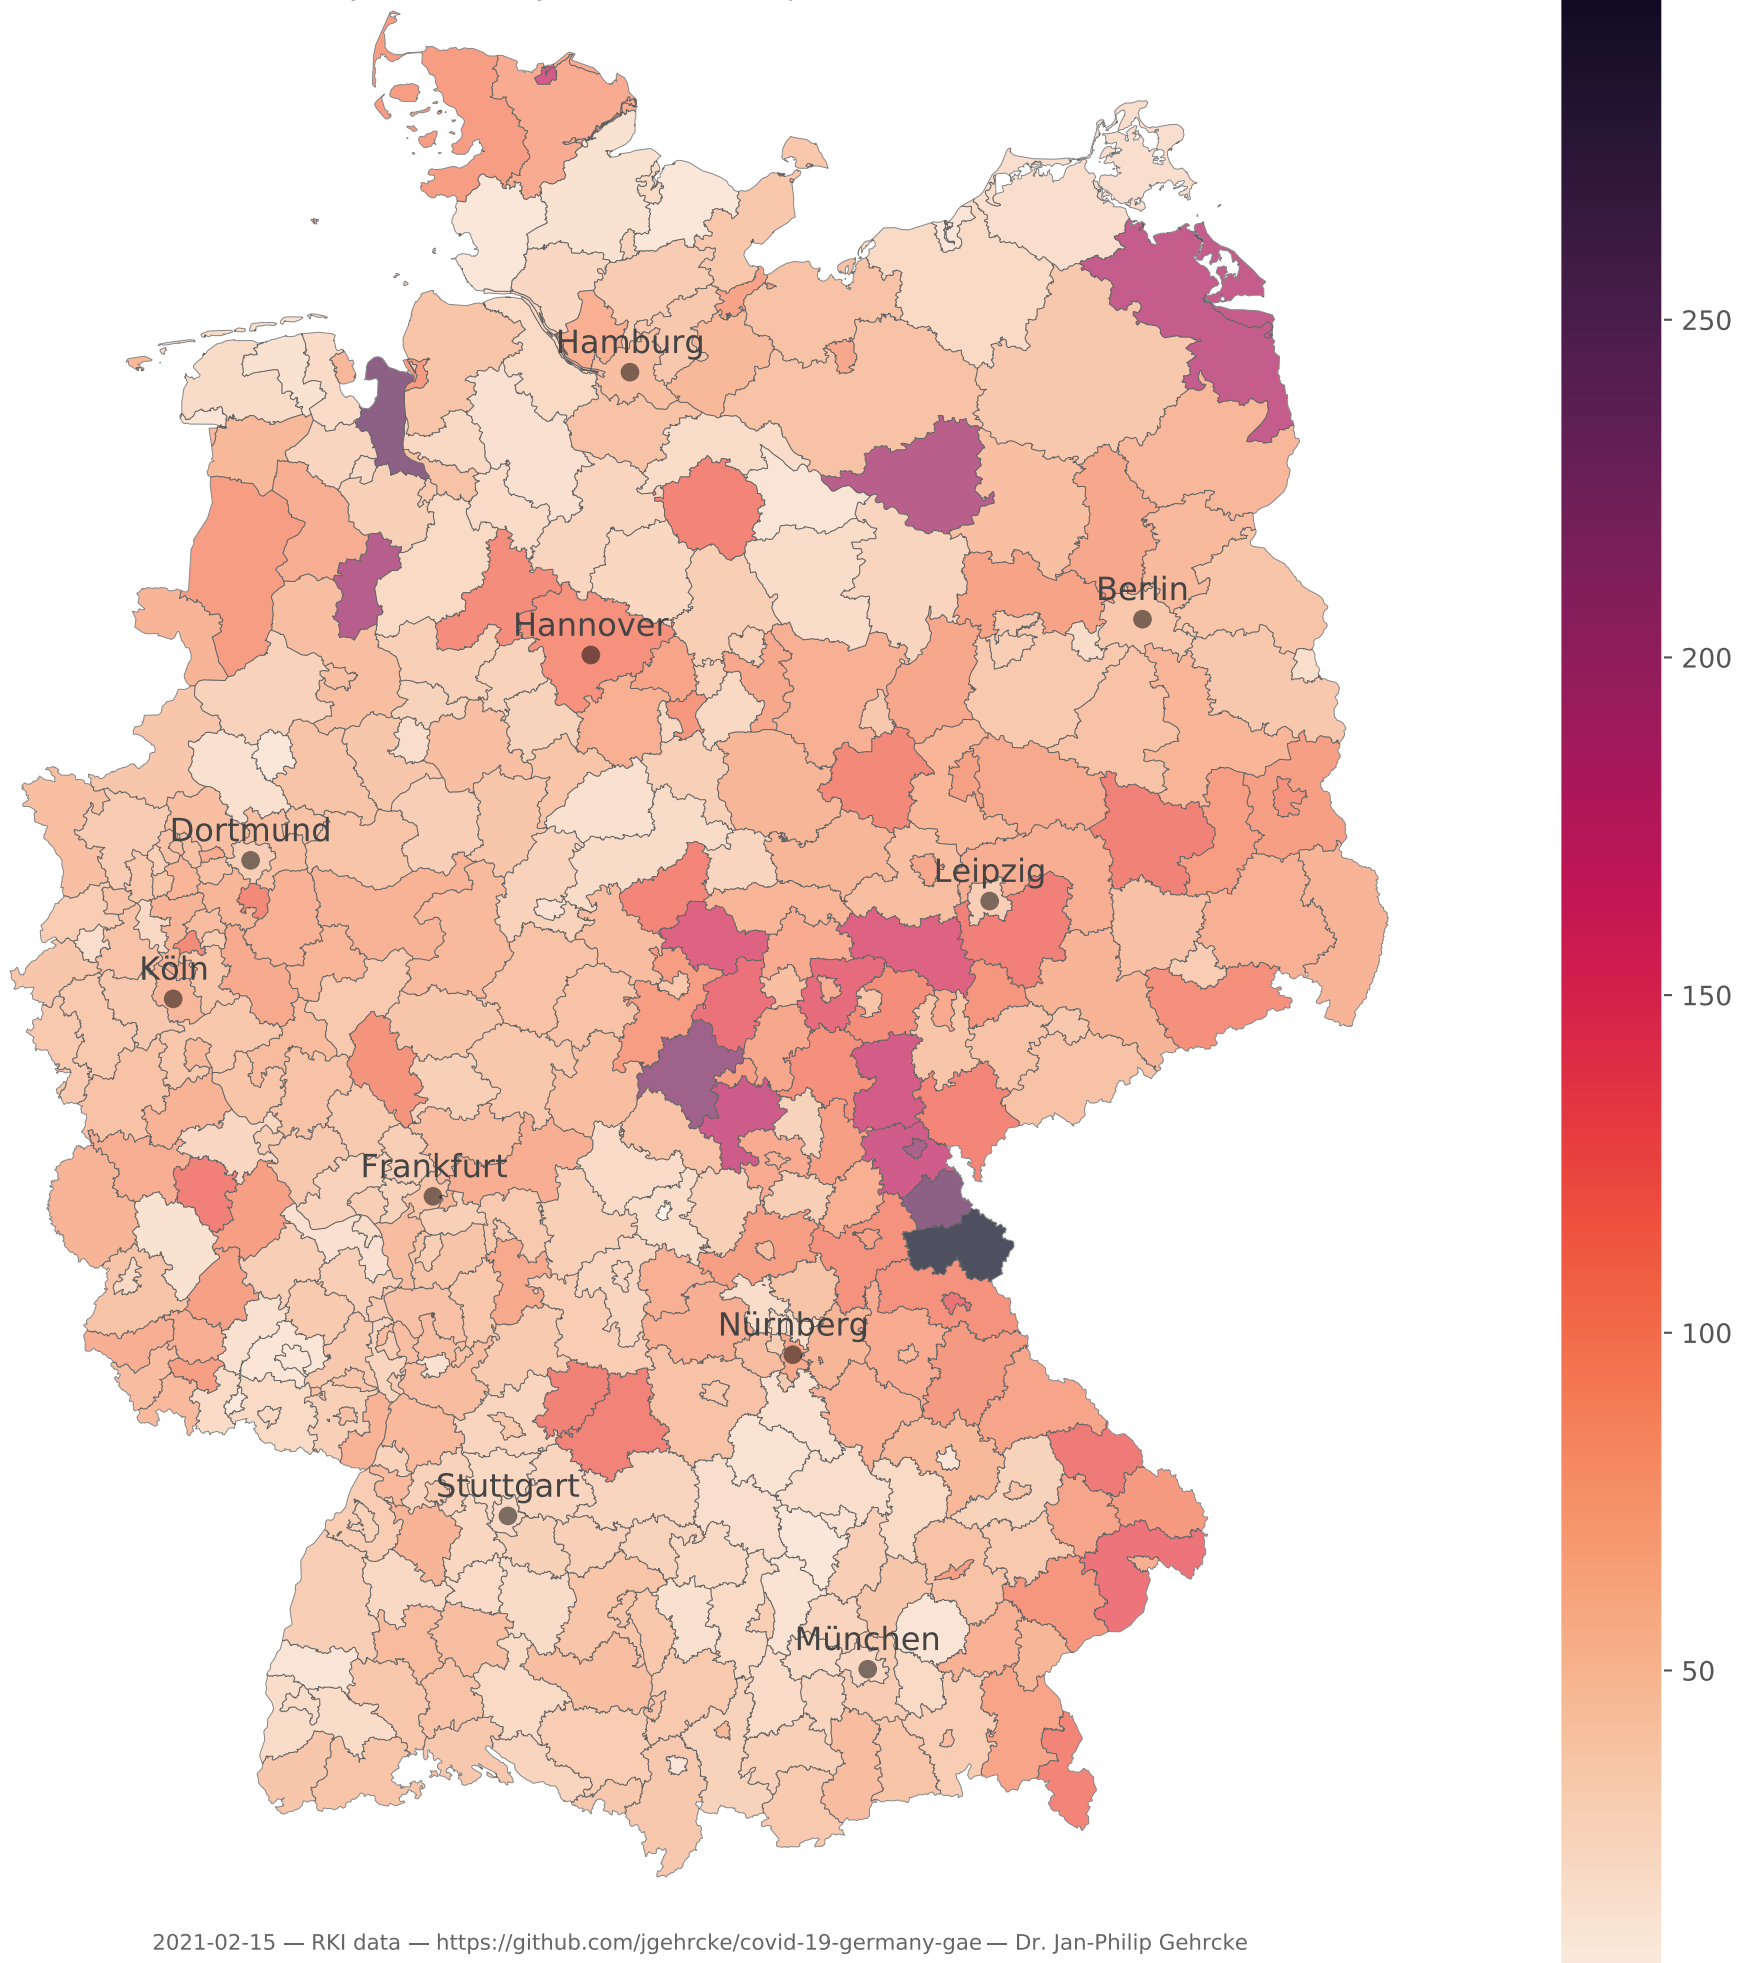 250
Hamburg
Berlin
Hannover
200
Dortmund
Leipzig
Köln
150
Frankfurt
Nürnberg
100
Stuttgart
München
50
2021-02-15 — RKI data — https://github.com/jgehrcke/covid-19-germany-gae — Dr. Jan-Philip Gehrcke